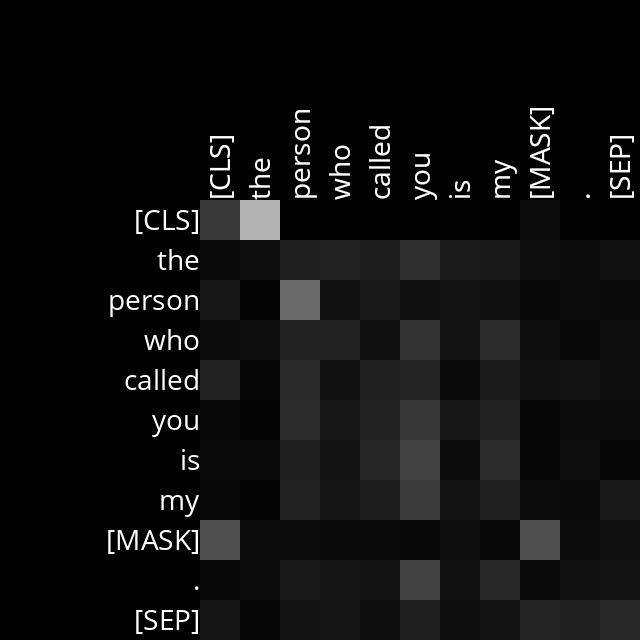 [CLS] the person who called you is my [MASK] . [SEP]
[CLS]
the
person
who
called
you
is
my
[MASK]
.
[SEP]